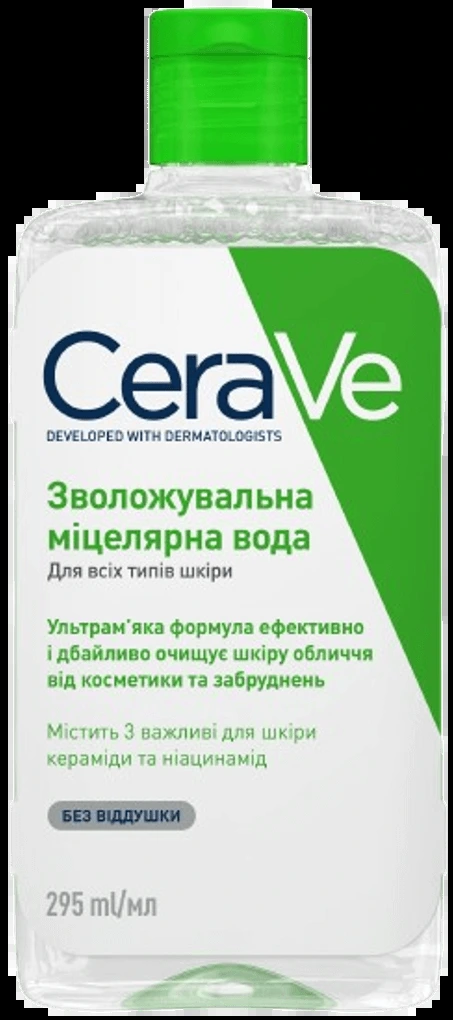 CeraVe
DEVELOPED WITH DERMATOLOGISTS
Зволожувальна
міцелярна вода
Для всіх типів шкіри
Ультрам'яка формула ефективно
і дбайливо очищує шкіру обличчя
від косметики та забруднень
Містить 3 важливі для шкіри
кераміди та ніацинамід
БЕЗ ВІДДУШКИ
295 ml/мл